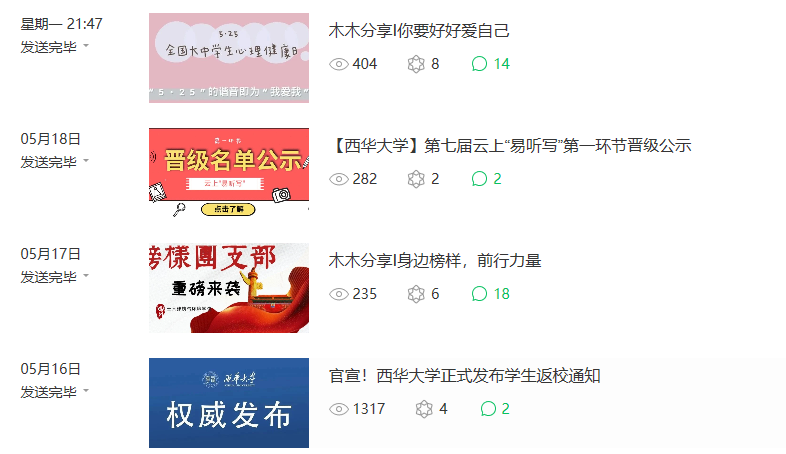 星期一 21:47
发送完毕
5·25
全国大中学生心理健康日
"5·25"的谐音即为"我爱我"
木木分享I你要好好爱自己
404 8 14
05月18日
发送完毕
晋级名单公示
云上"易听写"
点击了解
【西华大学】第七届云上“易听写”第一环节晋级公示
282 2 2
05月17日
发送完毕
榜樣團支部
重磅来袭
木木分享I身边榜样，前行力量
235 6 18
05月16日
发送完毕
西华大学
权威发布
官宣！西华大学正式发布学生返校通知
1317 4 2